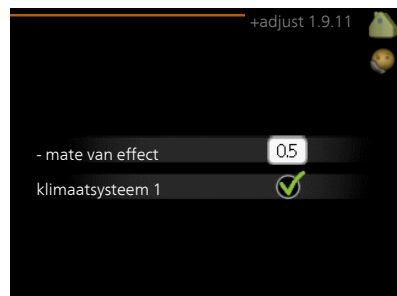 +adjust 1.9.11
- mate van effect 0.5
klimaatsysteem 1